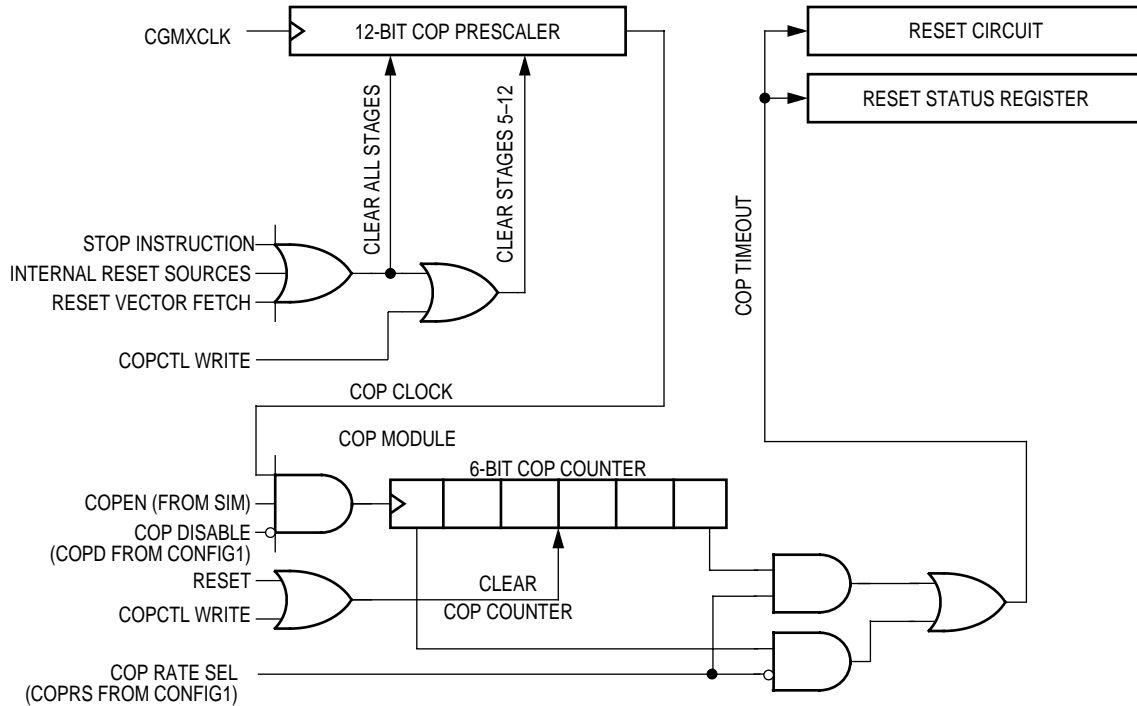 CGMXCLK
12-BIT COP PRESCALER
RESET CIRCUIT
RESET STATUS REGISTER
CLEAR ALL STAGES
CLEAR STAGES 5–12
COP TIMEOUT
STOP INSTRUCTION
INTERNAL RESET SOURCES
RESET VECTOR FETCH
COPCTL WRITE
COP CLOCK
COP MODULE
6-BIT COP COUNTER
COPEN (FROM SIM)
COP DISABLE
(COPD FROM CONFIG1)
RESET
COPCTL WRITE
CLEAR
COP COUNTER
COP RATE SEL
(COPRS FROM CONFIG1)